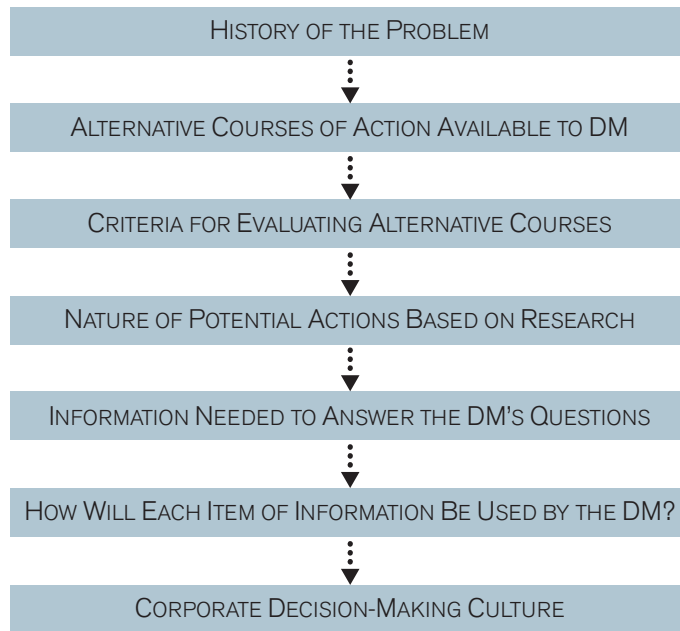 HISTORY OF THE PROBLEM
ALTERNATIVE COURSES OF ACTION AVAILABLE TO DM
CRITERIA FOR EVALUATING ALTERNATIVE COURSES
NATURE OF POTENTIAL ACTIONS BASED ON RESEARCH
INFORMATION NEEDED TO ANSWER THE DM'S QUESTIONS
HOW WILL EACH ITEM OF INFORMATION BE USED BY THE DM?
CORPORATE DECISION-MAKING CULTURE